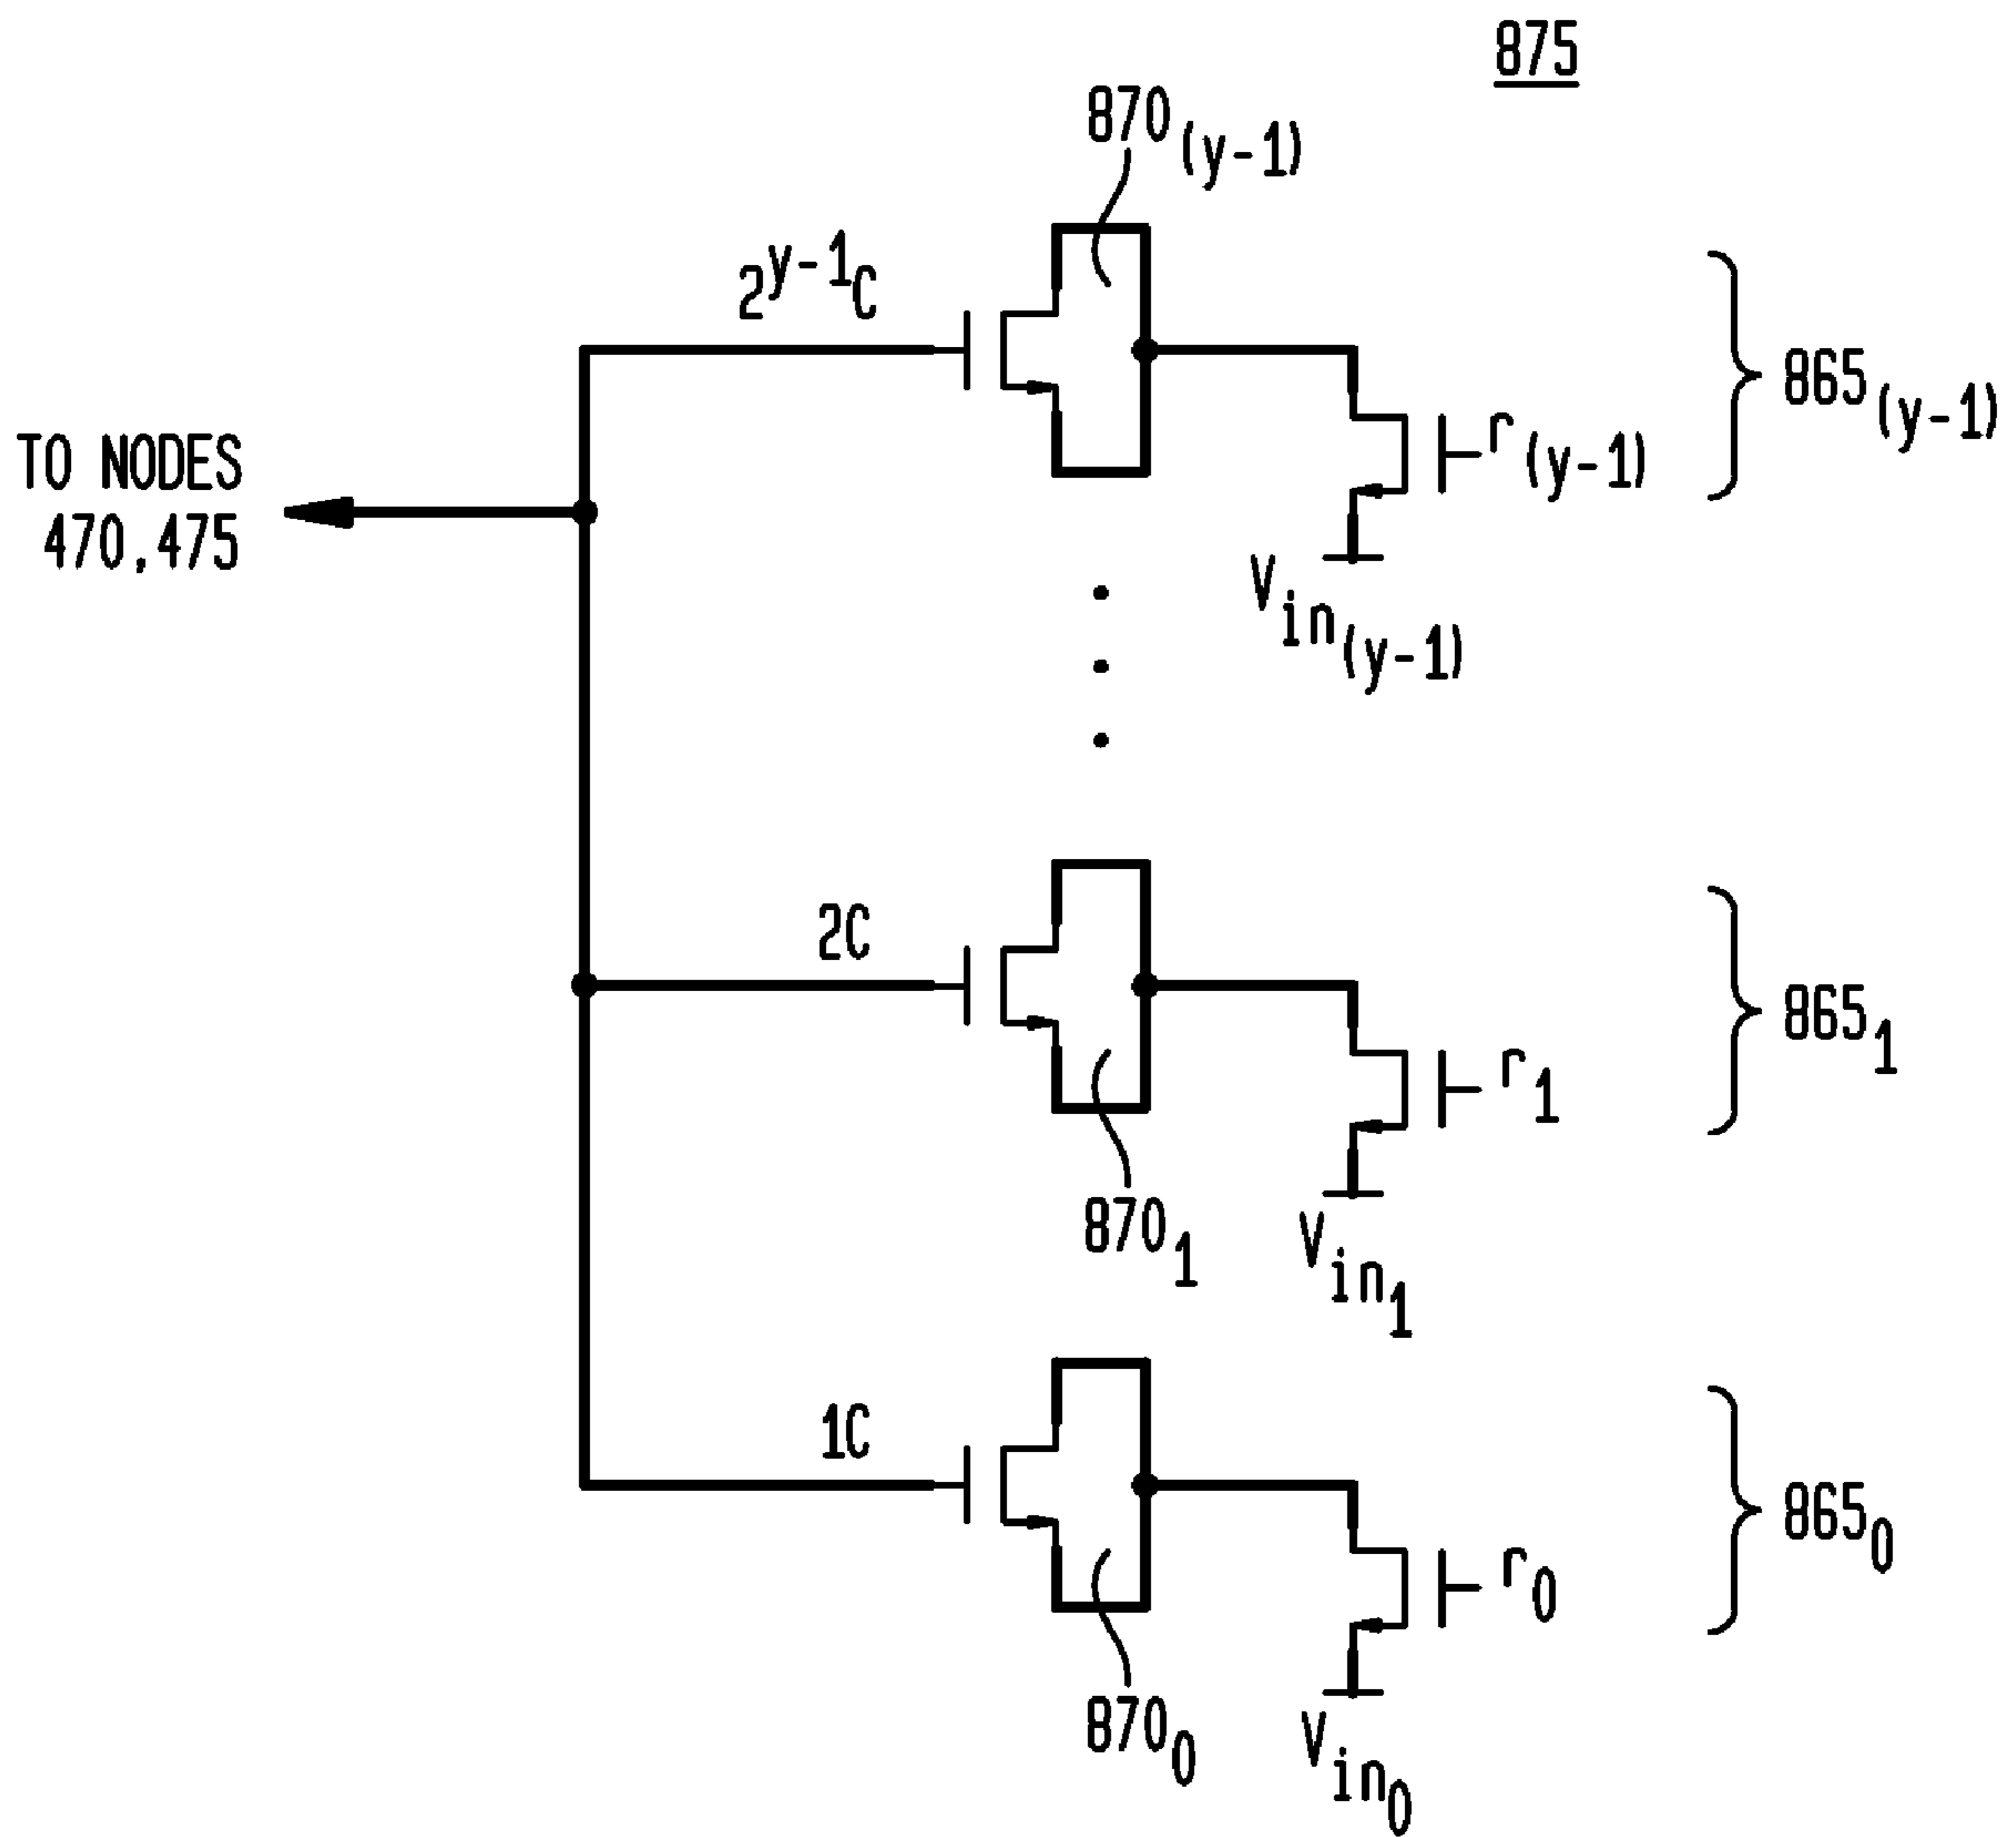 875
870(y-1)
2^y-1C
865(y-1)
TO NODES
470,475
r(y-1)
Vin(y-1)
2C
8651
r1
8701
Vin1
1C
8650
r0
8700
Vin0